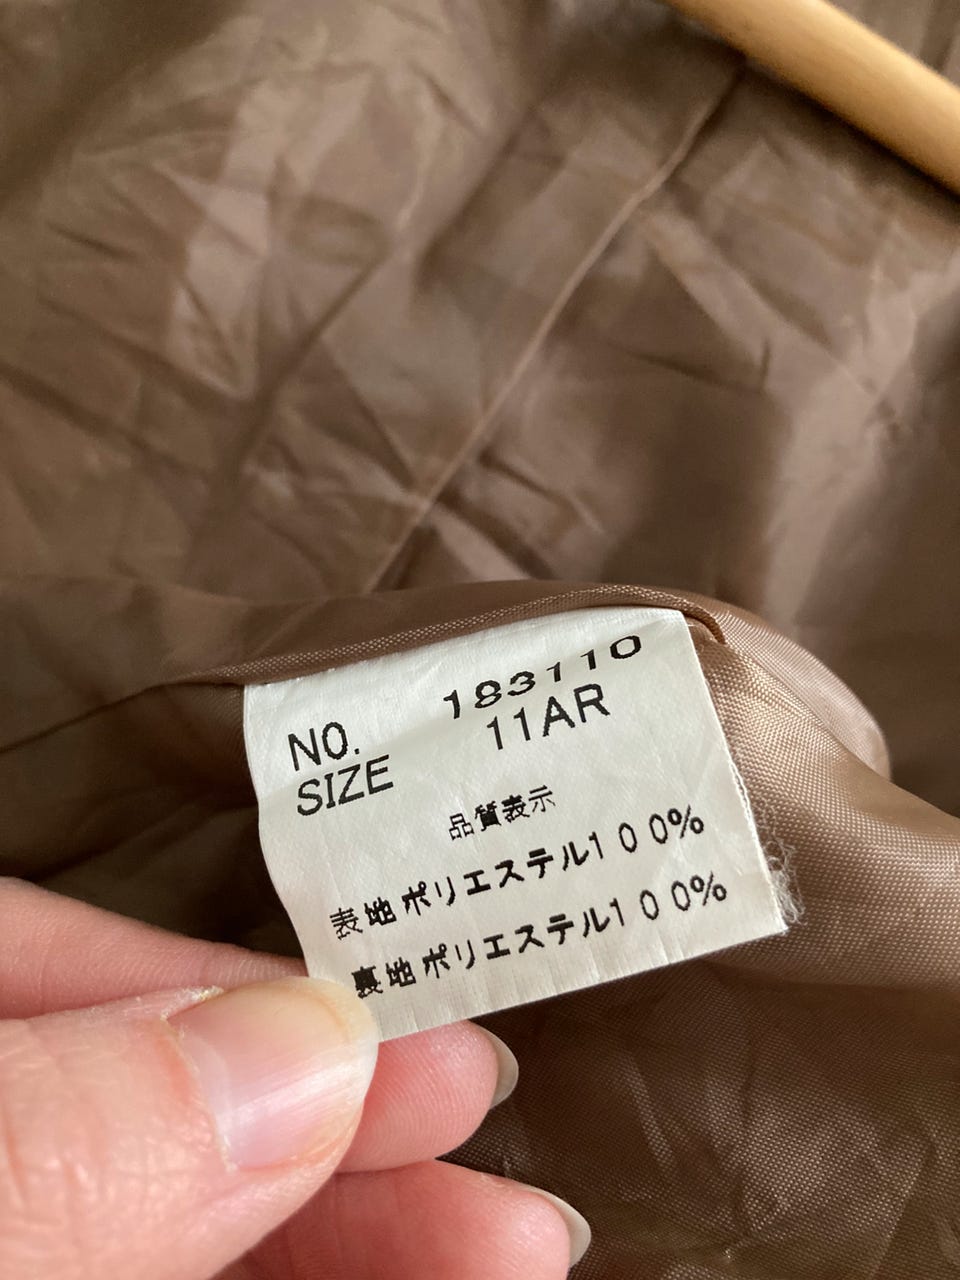 NO. 183110
SIZE 11AR
品質表示
表地 ポリエステル100%
裏地 ポリエステル100%